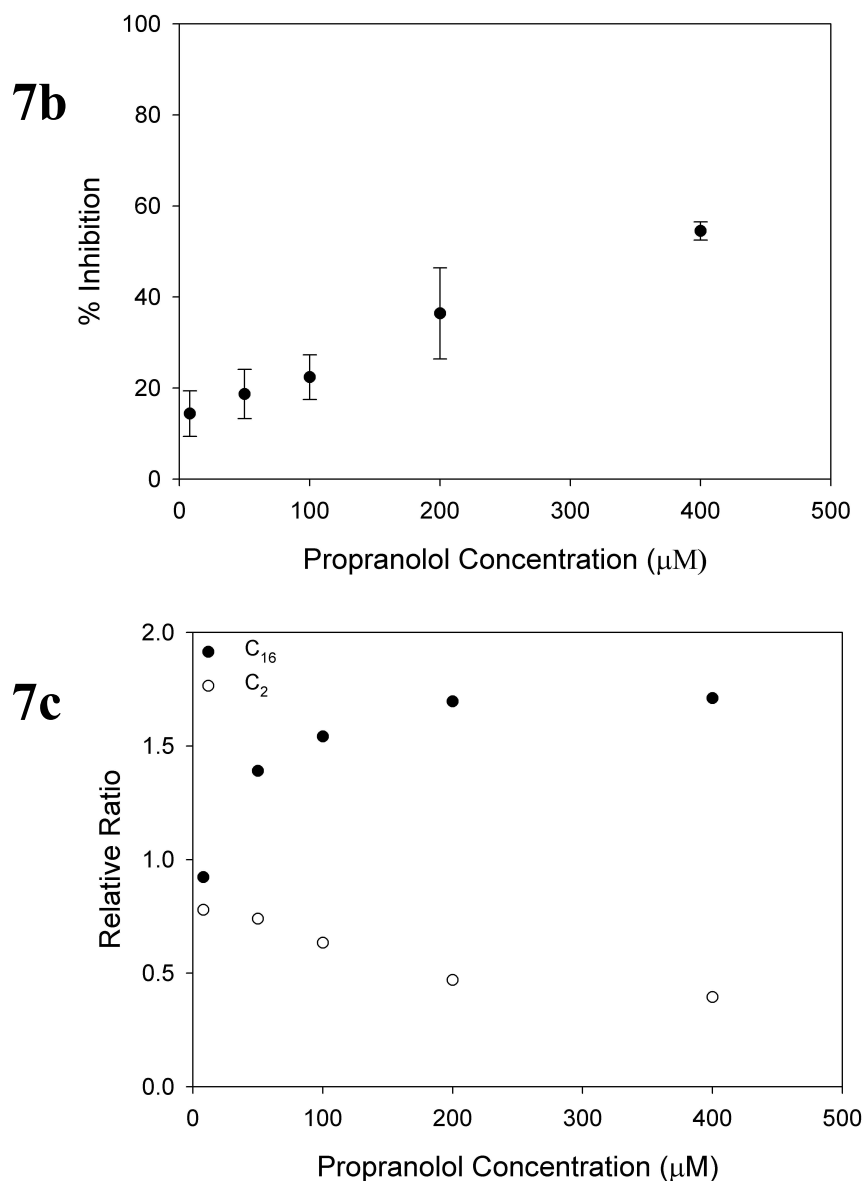 7b
100
80
60
40
20
0
% Inhibition
0 100 200 300 400 500
Propranolol Concentration (μM)
7c
2.0
1.5
1.0
0.5
0.0
Relative Ratio
C16
C2
0 100 200 300 400 500
Propranolol Concentration (μM)